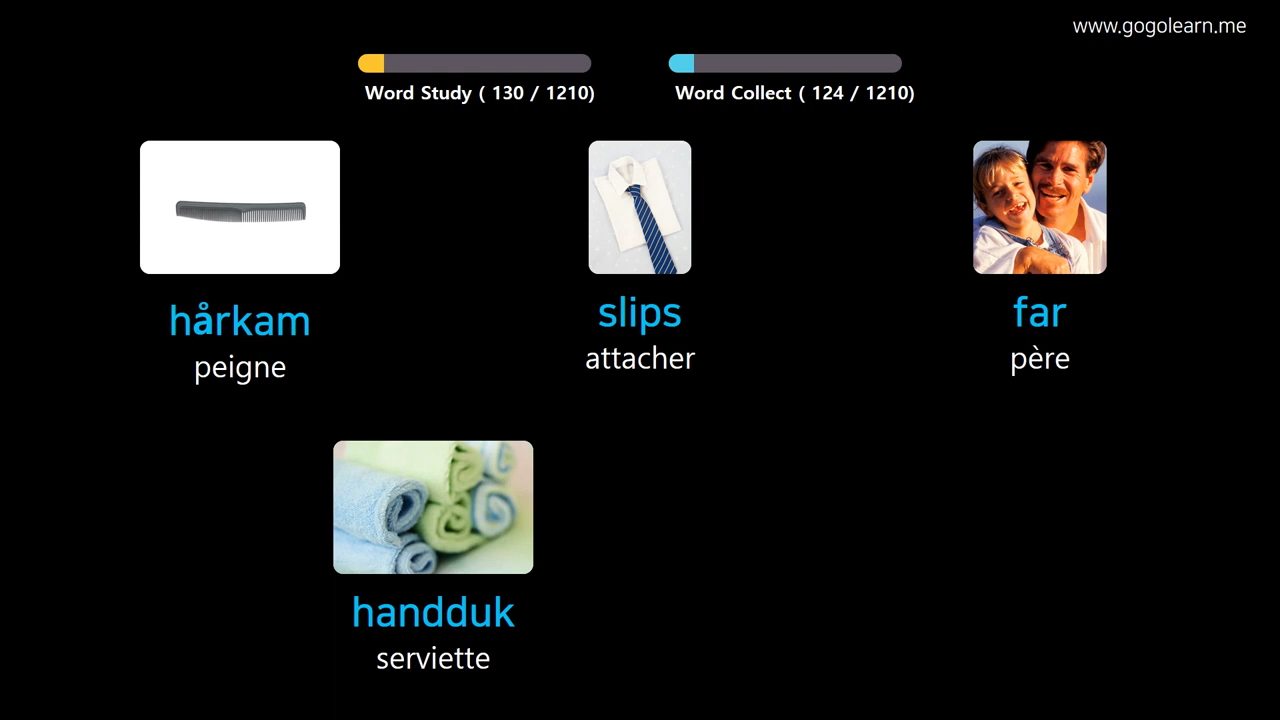 www.gogolearn.me
Word Study ( 130 / 1210)
Word Collect ( 124 / 1210)
hårkam
peigne
slips
attacher
far
père
handduk
serviette